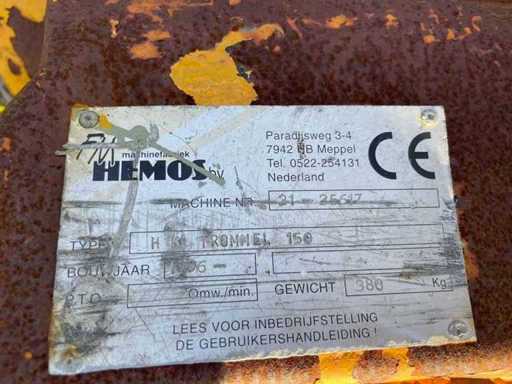 machinefabriek
HEMOS BV
Paradijsweg 3-4
7942 HB Meppel
Tel. 0522-254131
Nederland
CE
MACHINE NR.
TYPE H KM TROMMEL 150
BOUWJAAR
P.T.O. Omw./min. GEWICHT 380 Kg
LEES VOOR INBEDRIJFSTELLING
DE GEBRUIKERSHANDLEIDING!